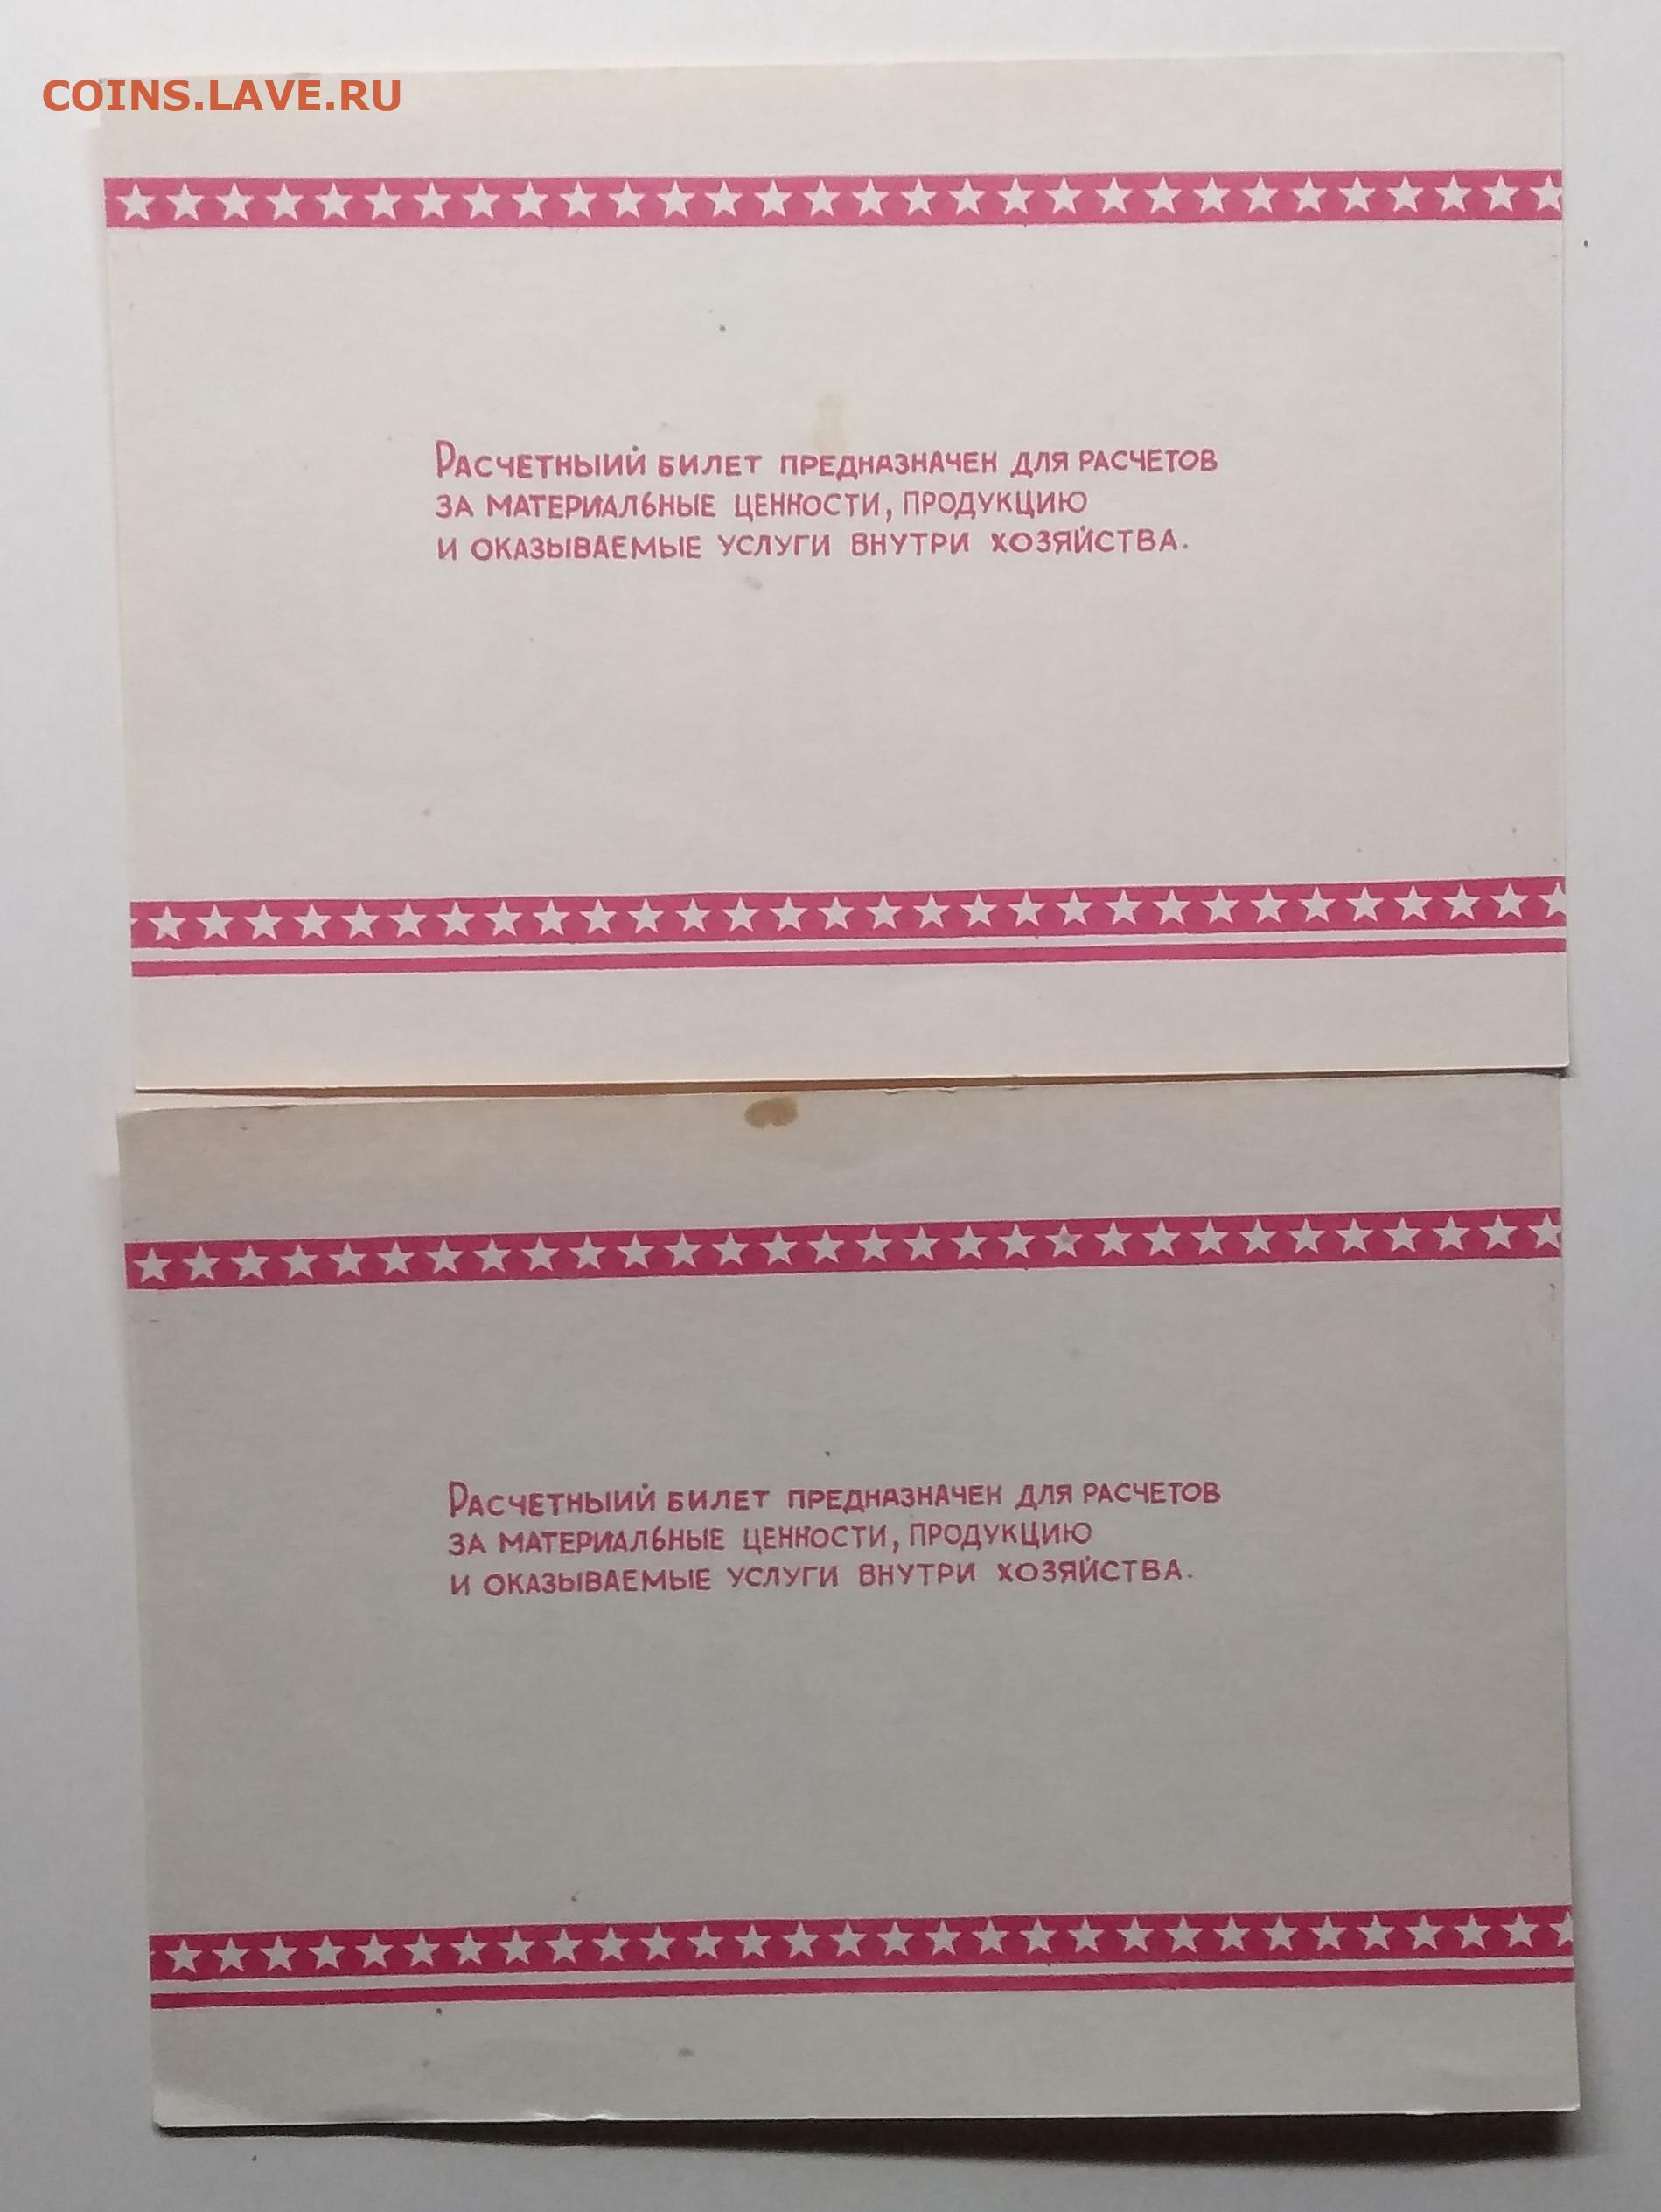 COINS.LAVE.RU
РАСЧЕТНЫИЙ БИЛЕТ ПРЕДНАЗНАЧЕН ДЛЯ РАСЧЕТОВ
ЗА МАТЕРИАЛЬНЫЕ ЦЕННОСТИ, ПРОДУКЦИЮ
И ОКАЗЫВАЕМЫЕ УСЛУГИ ВНУТРИ ХОЗЯЙСТВА.
РАСЧЕТНЫИЙ БИЛЕТ ПРЕДНАЗНАЧЕН ДЛЯ РАСЧЕТОВ
ЗА МАТЕРИАЛЬНЫЕ ЦЕННОСТИ, ПРОДУКЦИЮ
И ОКАЗЫВАЕМЫЕ УСЛУГИ ВНУТРИ ХОЗЯЙСТВА.